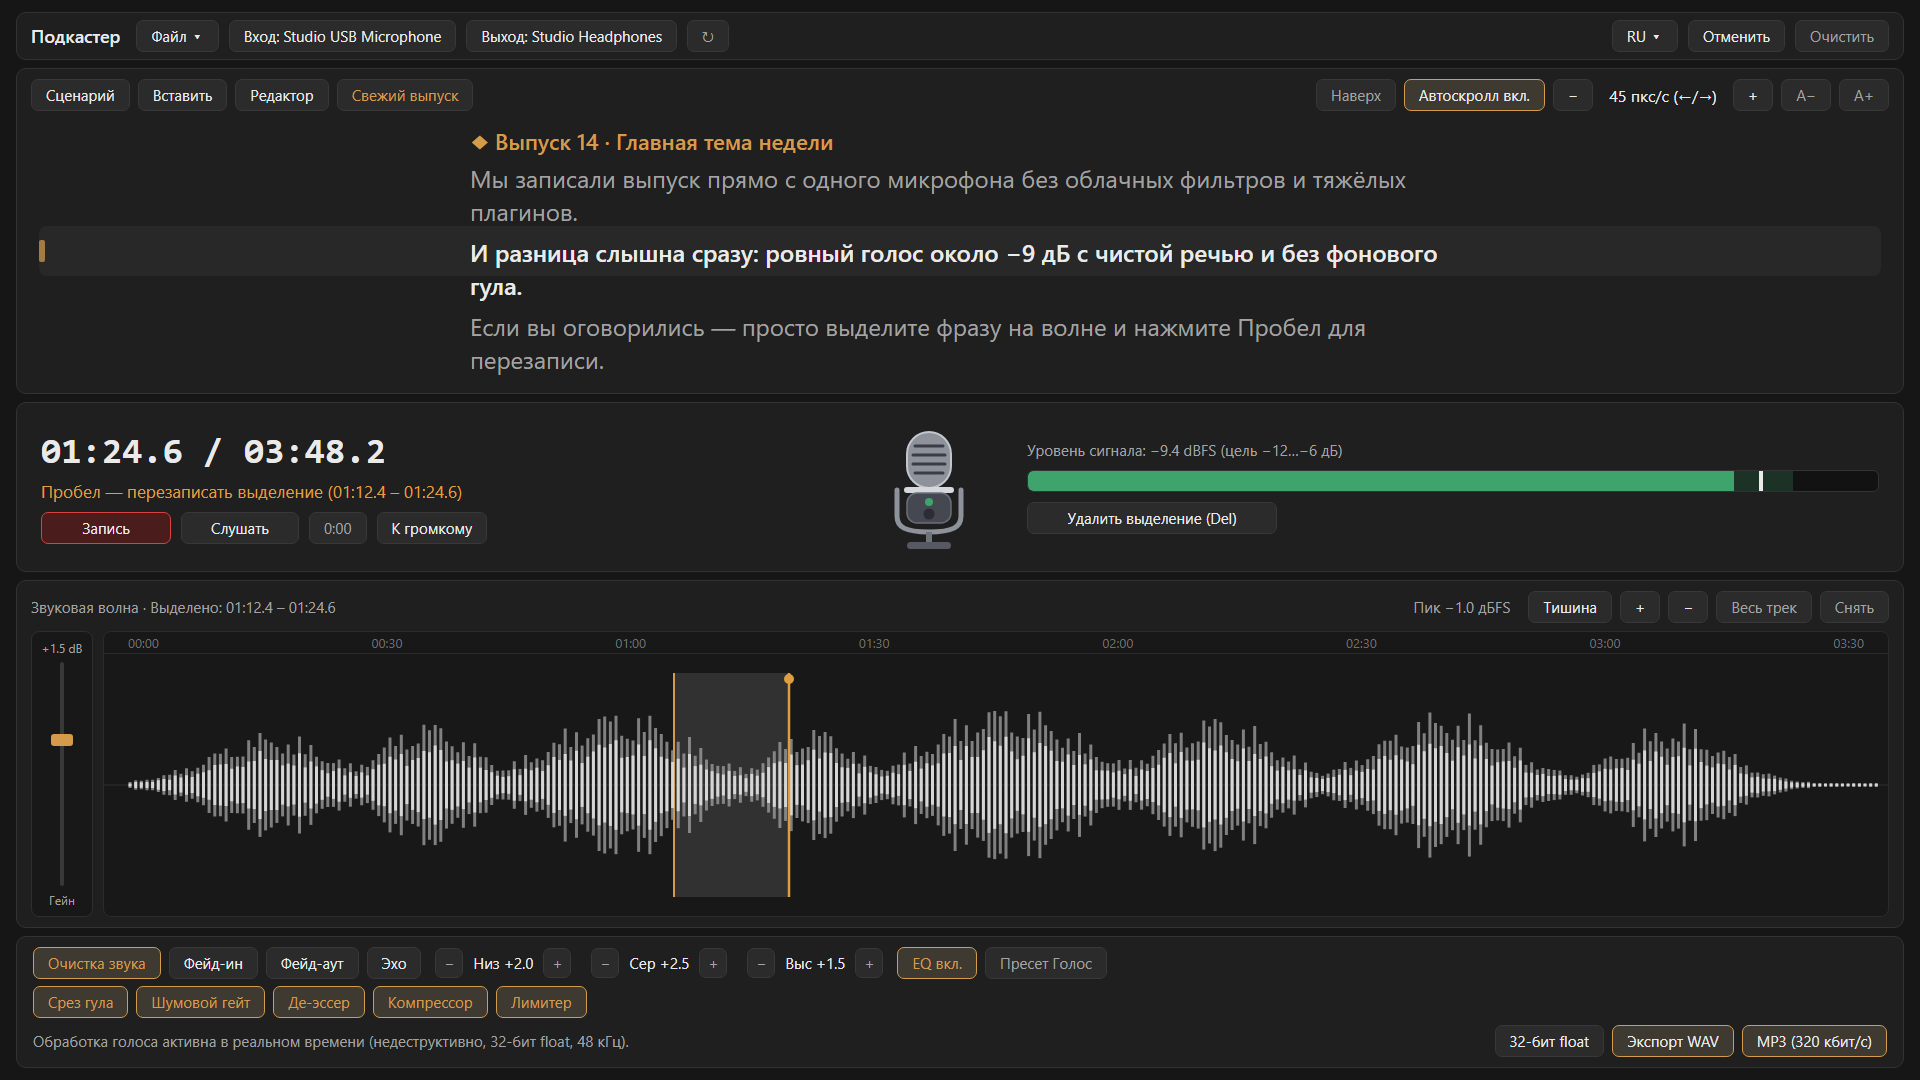 Подкастер Файл ▾ Вход: Studio USB Microphone Выход: Studio Headphones ↻ RU ▾ Отменить Очистить
Сценарий Вставить Редактор Свежий выпуск Наверх Автоскролл вкл. − 45 пкс/с (←/→) + A− A+
◆ Выпуск 14 · Главная тема недели
Мы записали выпуск прямо с одного микрофона без облачных фильтров и тяжёлых
плагинов.
И разница слышна сразу: ровный голос около −9 дБ с чистой речью и без фонового
гула.
Если вы оговорились — просто выделите фразу на волне и нажмите Пробел для
перезаписи.
01:24.6 / 03:48.2
Пробел — перезаписать выделение (01:12.4 – 01:24.6)
Запись Слушать 0:00 К громкому
Уровень сигнала: −9.4 dBFS (цель −12…−6 дБ)
Удалить выделение (Del)
Звуковая волна · Выделено: 01:12.4 – 01:24.6 Пик −1.0 дБFS Тишина + − Весь трек Снять
+1.5 dB
00:00 00:30 01:00 01:30 02:00 02:30 03:00 03:30
Гейн
Очистка звука Фейд-ин Фейд-аут Эхо − Низ +2.0 + − Сер +2.5 + − Выс +1.5 + EQ вкл. Пресет Голос
Срез гула Шумовой гейт Де-эссер Компрессор Лимитер
Обработка голоса активна в реальном времени (недеструктивно, 32-бит float, 48 кГц). 32-бит float Экспорт WAV MP3 (320 кбит/с)